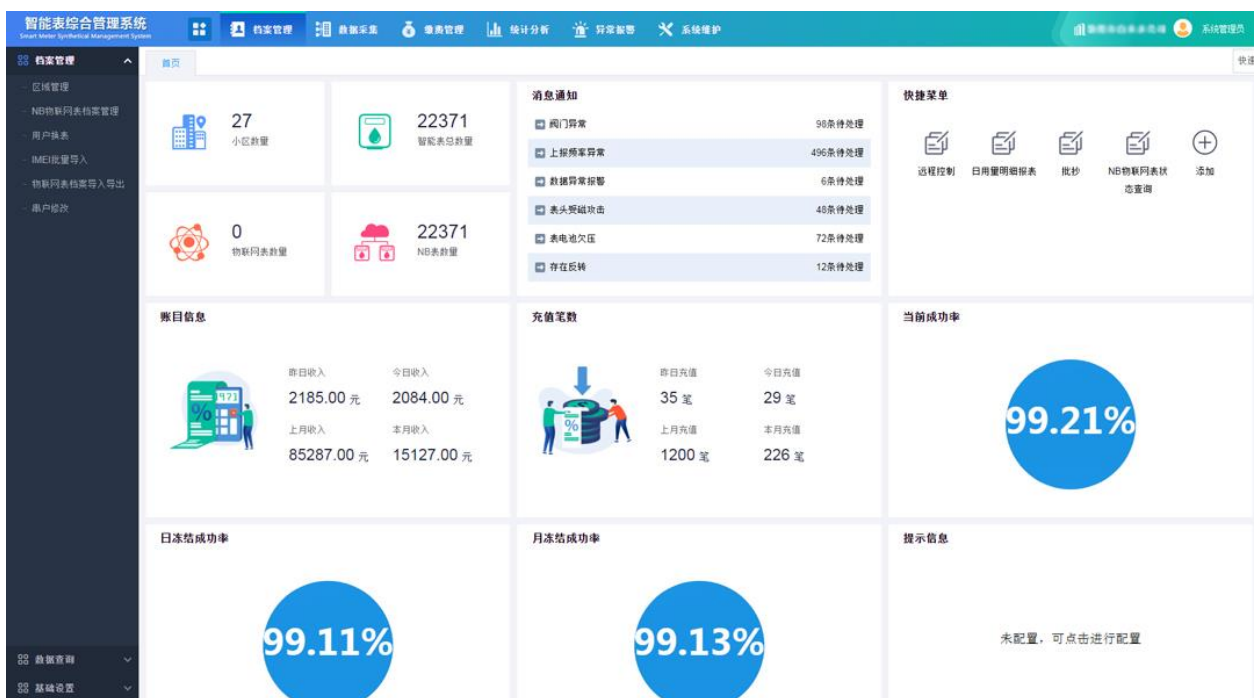 智能表综合管理系统
Smart Meter Synthetical Management System
档案管理
数据采集
缴费管理
统计分析
异常报警
系统维护
系统管理员
档案管理
区域管理
NB物联网表档案管理
用户换表
IMEI批量导入
物联网表档案导入导出
串户修改
数据查询
基础设置
首页
快速
27
小区数量
22371
智能表总数量
0
物联网表数量
22371
NB表数量
消息通知
阀门异常 98条待处理
上报频率异常 496条待处理
数据异常报警 6条待处理
表头受磁攻击 48条待处理
表电池欠压 72条待处理
存在反转 12条待处理
快捷菜单
远程控制
日用量明细报表
批抄
NB物联网表状
态查询
添加
账目信息
1971
%
昨日收入 今日收入
2185.00 元 2084.00 元
上月收入 本月收入
85287.00 元 15127.00 元
充值笔数
%
昨日充值 今日充值
35 笔 29 笔
上月充值 本月充值
1200 笔 226 笔
当前成功率
99.21%
日冻结成功率
99.11%
月冻结成功率
99.13%
提示信息
未配置，可点击进行配置